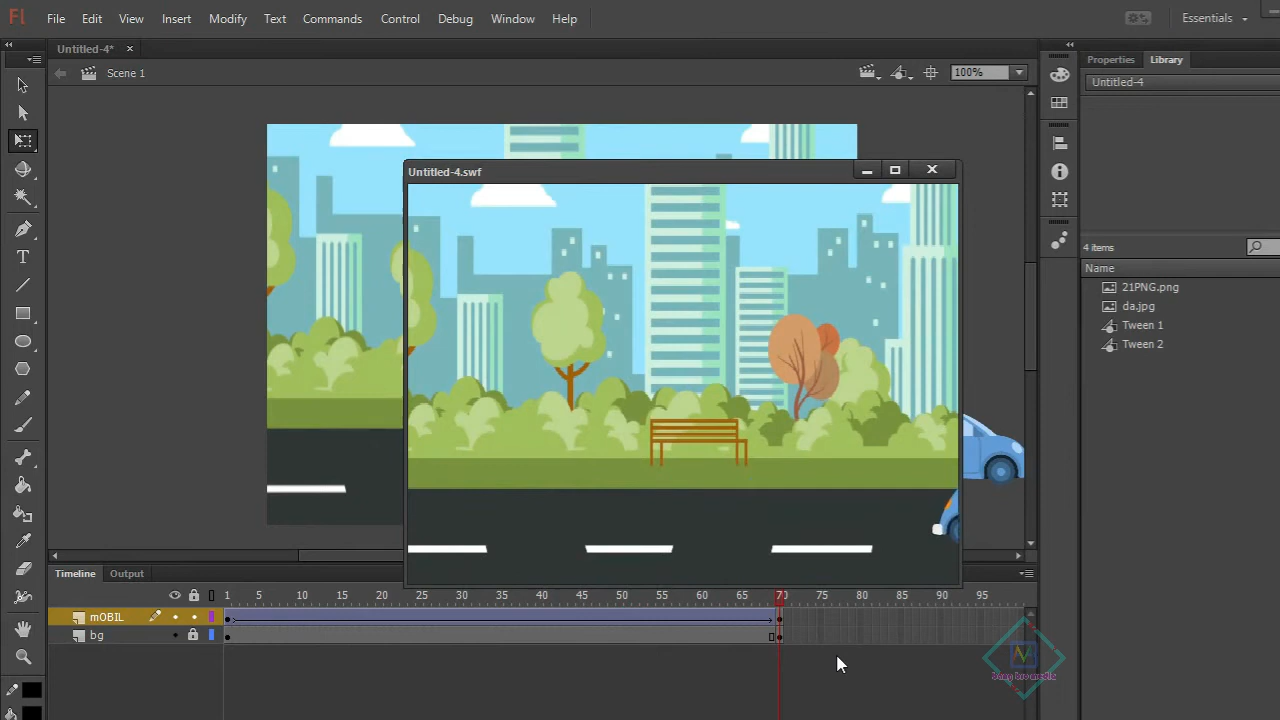 Fl File Edit View Insert Modify Text Commands Control Debug Window Help Essentials
Untitled-4* ×
Scene 1 100%
Properties Library
Untitled-4
Untitled-4.swf
4 items
Name
21PNG.png
da.jpg
Tween 1
Tween 2
Timeline Output
1 5 10 15 20 25 30 35 40 45 50 55 60 65 70 75 80 85 90 95
mOBIL
bg